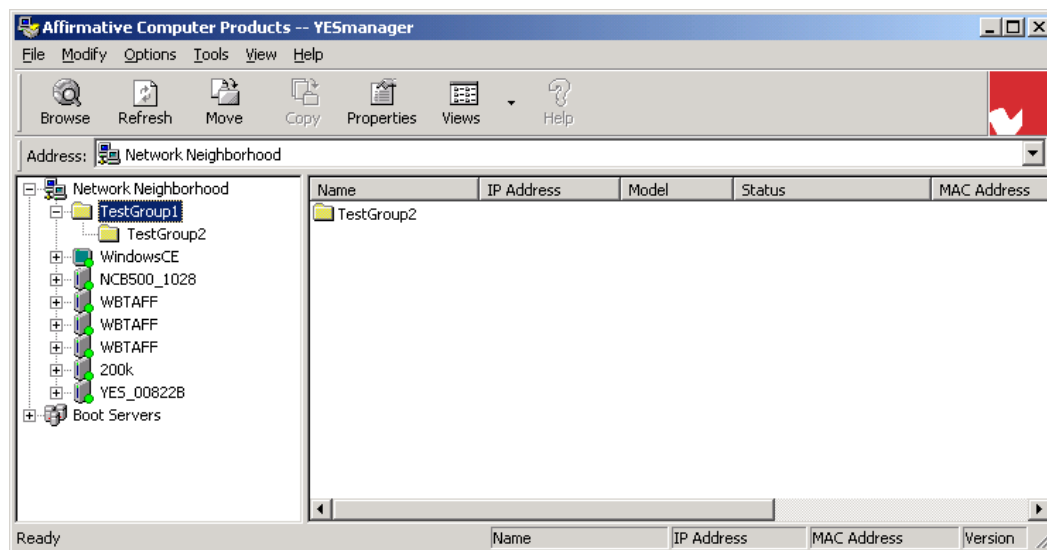 Affirmative Computer Products -- YESmanager
File Modify Options Tools View Help
Browse Refresh Move Copy Properties Views Help
Address: Network Neighborhood
Network Neighborhood
TestGroup1
TestGroup2
WindowsCE
NCB500_1028
WBTAFF
WBTAFF
WBTAFF
200k
YES_00822B
Boot Servers
Name IP Address Model Status MAC Address
TestGroup2
Ready Name IP Address MAC Address Version